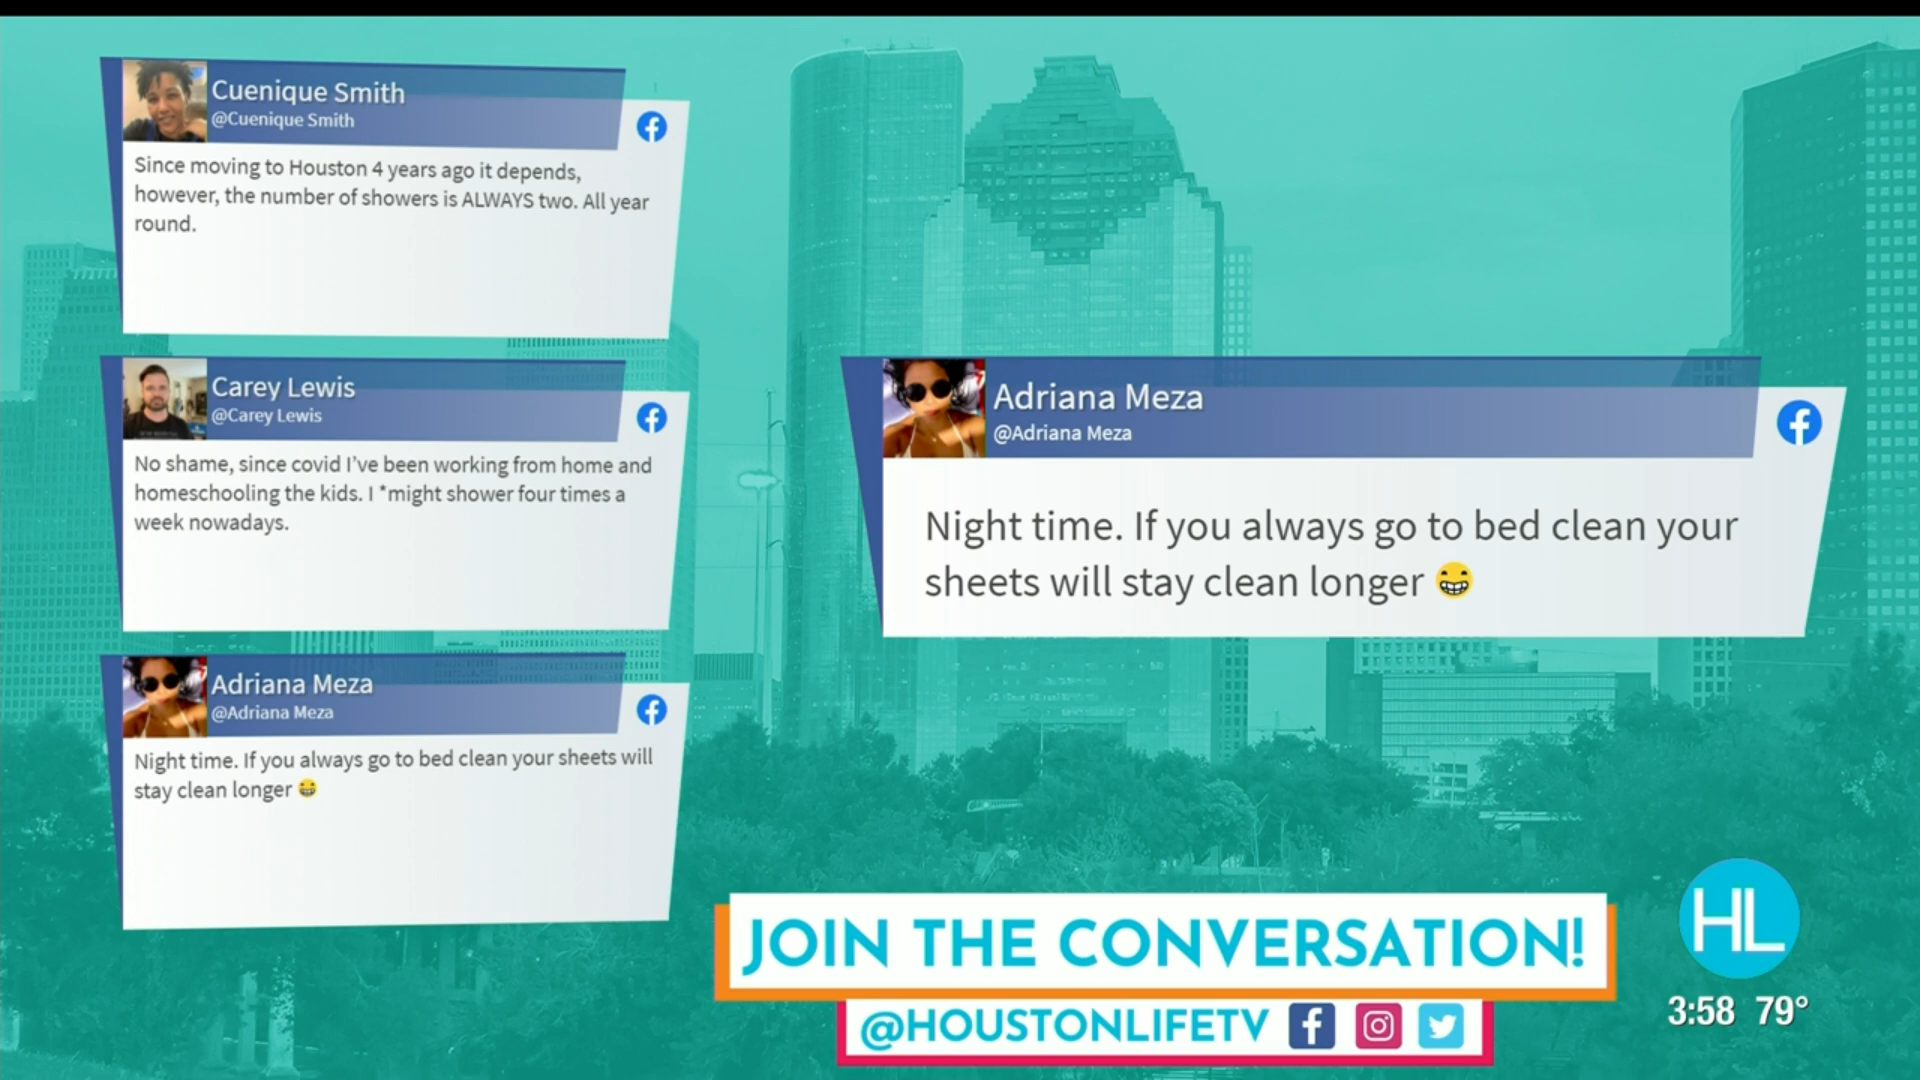 Cuenique Smith
@Cuenique Smith
Since moving to Houston 4 years ago it depends,
however, the number of showers is ALWAYS two. All year
round.
Carey Lewis
@Carey Lewis
No shame, since covid I've been working from home and
homeschooling the kids. I *might shower four times a
week nowadays.
Adriana Meza
@Adriana Meza
Night time. If you always go to bed clean your sheets will
stay clean longer 😁
Adriana Meza
@Adriana Meza
Night time. If you always go to bed clean your
sheets will stay clean longer 😁
JOIN THE CONVERSATION!
@HOUSTONLIFETV
HL
3:58 79°